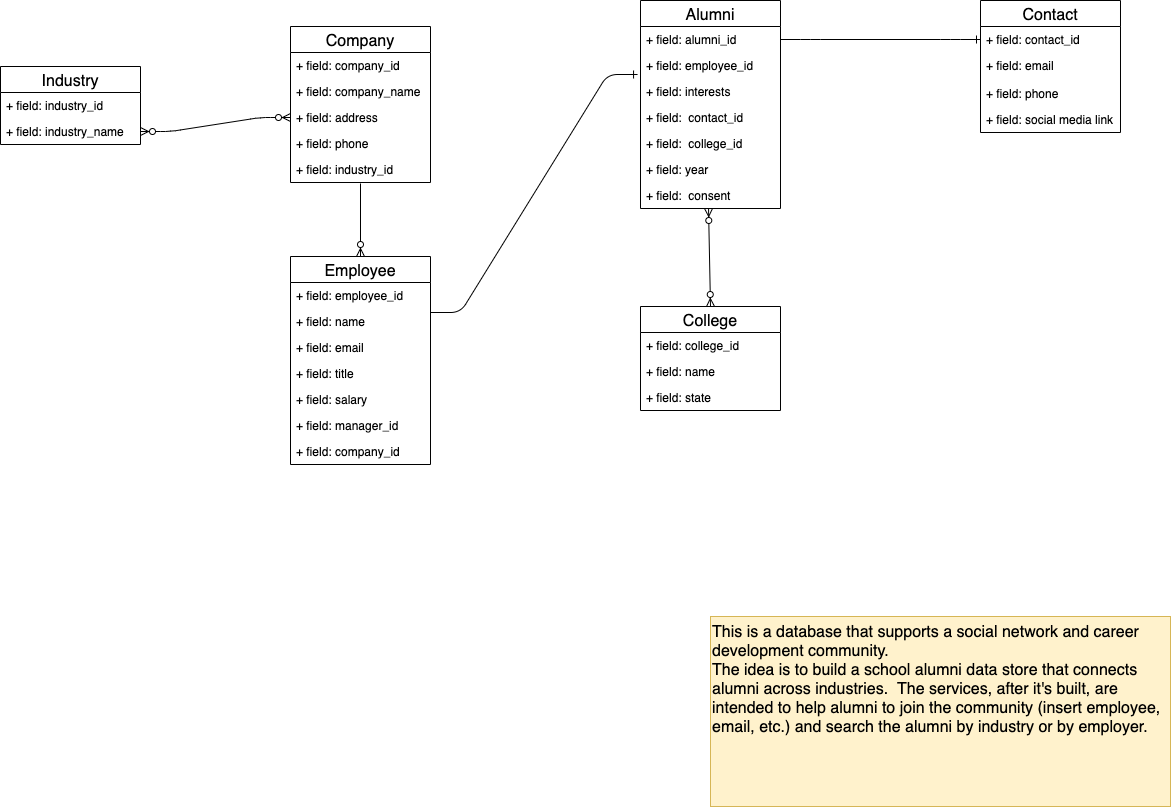 Industry
+ field: industry_id
+ field: industry_name
Company
+ field: company_id
+ field: company_name
+ field: address
+ field: phone
+ field: industry_id
Employee
+ field: employee_id
+ field: name
+ field: email
+ field: title
+ field: salary
+ field: manager_id
+ field: company_id
Alumni
+ field: alumni_id
+ field: employee_id
+ field: interests
+ field:  contact_id
+ field:  college_id
+ field: year
+ field:  consent
College
+ field: college_id
+ field: name
+ field: state
Contact
+ field: contact_id
+ field: email
+ field: phone
+ field: social media link
This is a database that supports a social network and career
development community.
The idea is to build a school alumni data store that connects
alumni across industries.  The services, after it's built, are
intended to help alumni to join the community (insert employee,
email, etc.) and search the alumni by industry or by employer.